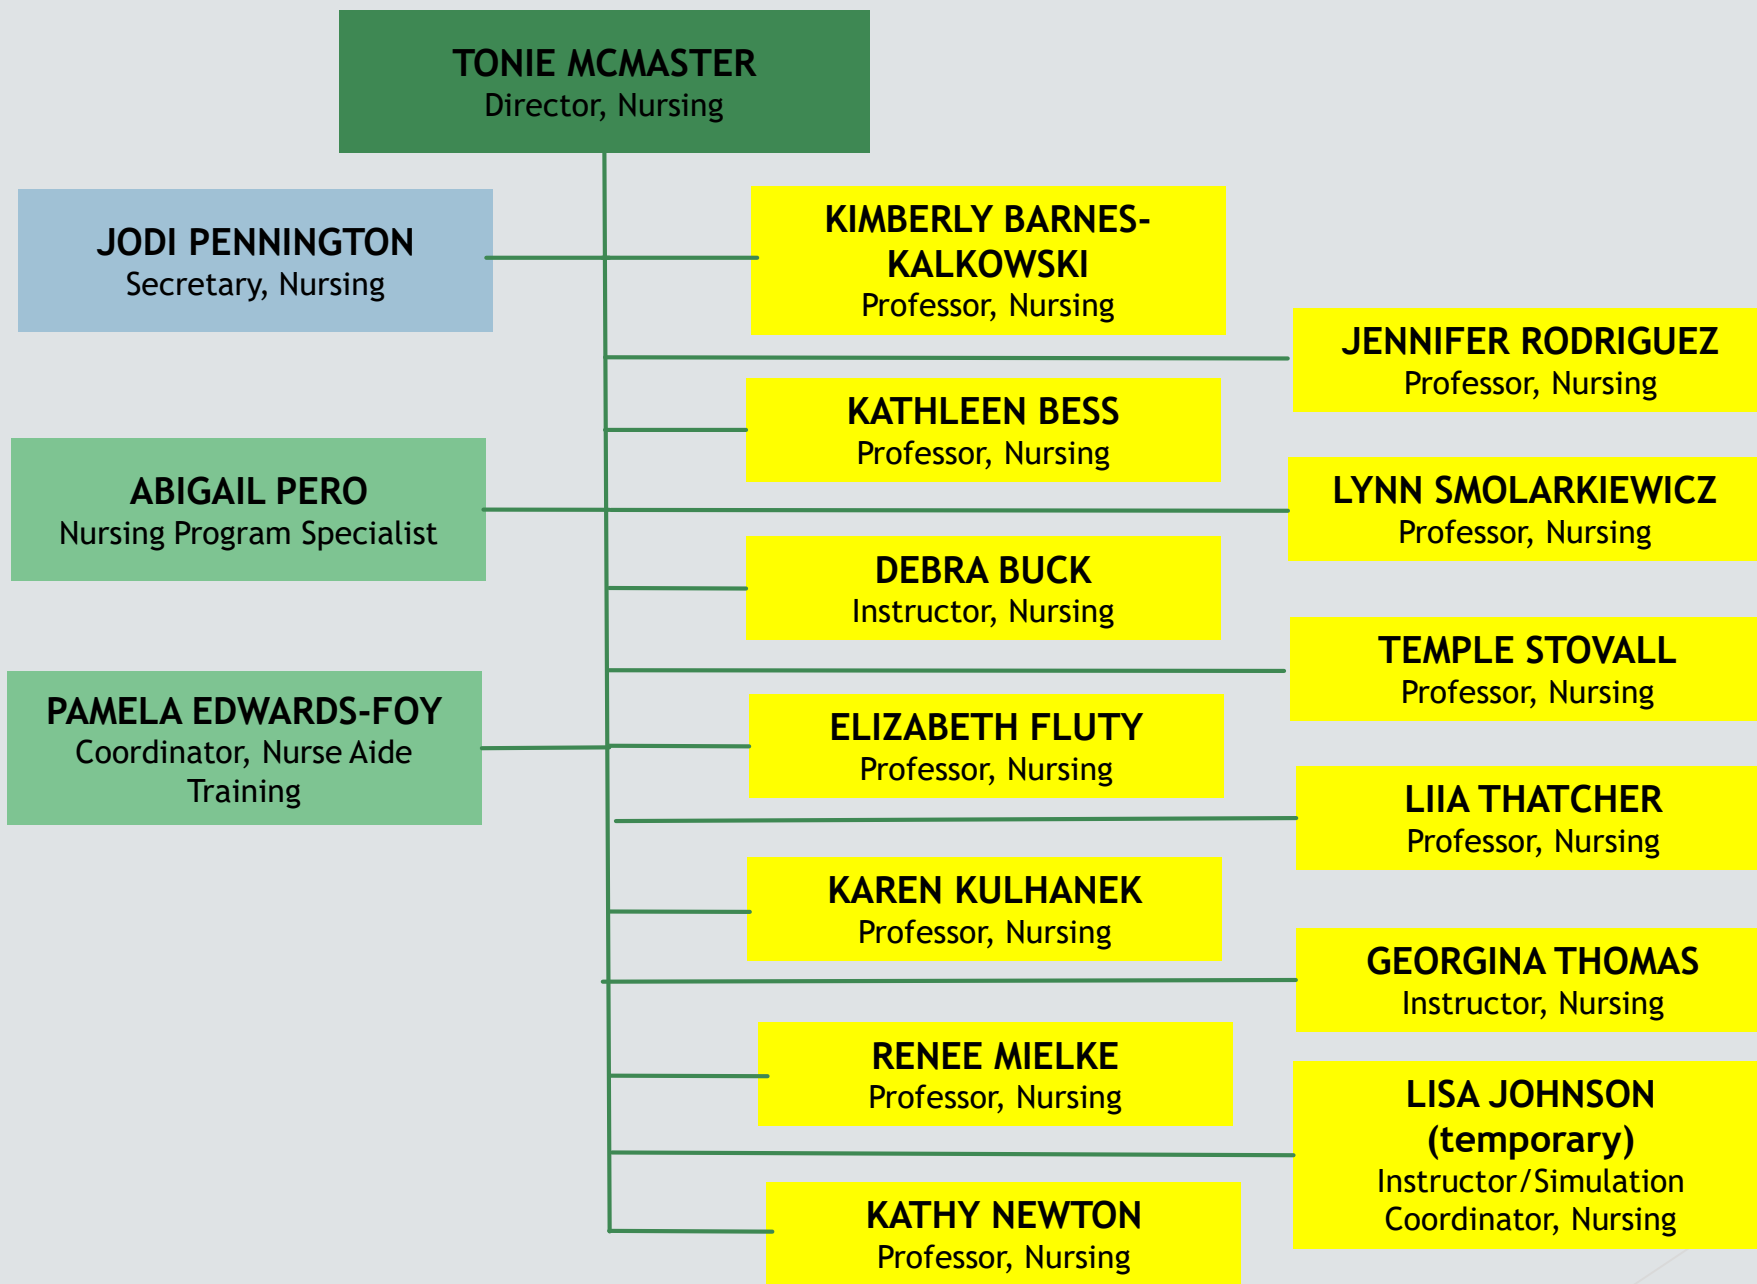 TONIE MCMASTER
Director, Nursing
JODI PENNINGTON
Secretary, Nursing
KIMBERLY BARNES-
KALKOWSKI
Professor, Nursing
JENNIFER RODRIGUEZ
Professor, Nursing
KATHLEEN BESS
Professor, Nursing
ABIGAIL PERO
Nursing Program Specialist
LYNN SMOLARKIEWICZ
Professor, Nursing
DEBRA BUCK
Instructor, Nursing
TEMPLE STOVALL
Professor, Nursing
PAMELA EDWARDS-FOY
Coordinator, Nurse Aide
Training
ELIZABETH FLUTY
Professor, Nursing
LIIA THATCHER
Professor, Nursing
KAREN KULHANEK
Professor, Nursing
GEORGINA THOMAS
Instructor, Nursing
RENEE MIELKE
Professor, Nursing
LISA JOHNSON
(temporary)
Instructor/Simulation
Coordinator, Nursing
KATHY NEWTON
Professor, Nursing